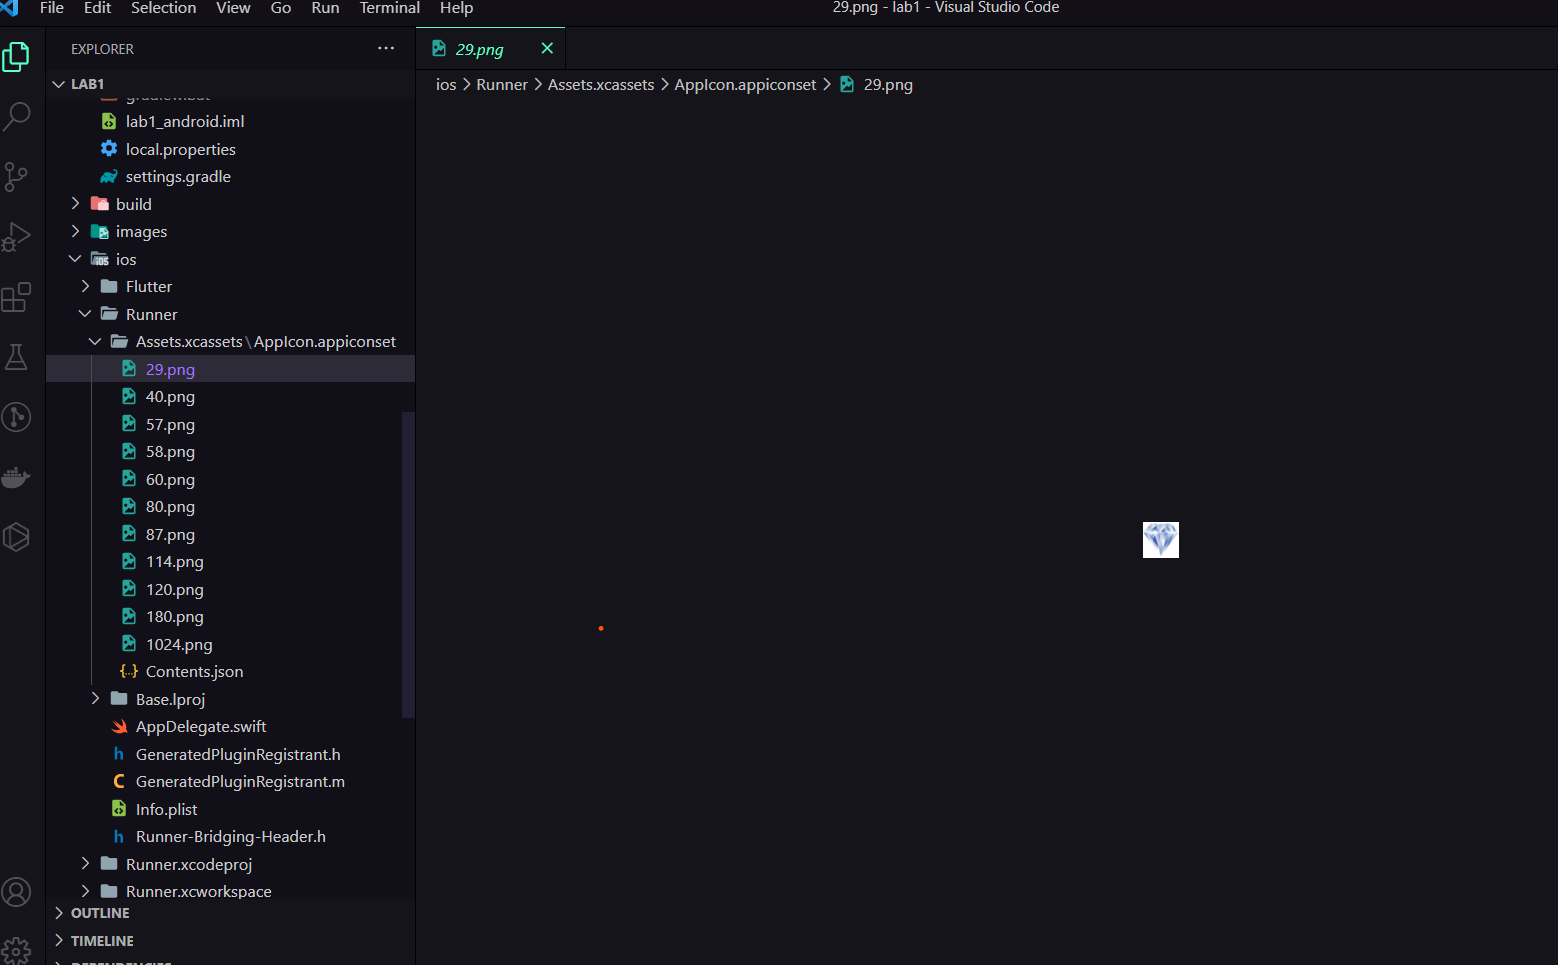 File Edit Selection View Go Run Terminal Help
29.png - lab1 - Visual Studio Code
EXPLORER
29.png
LAB1
ios Runner Assets.xcassets AppIcon.appiconset 29.png
gradlew.bat
lab1_android.iml
local.properties
settings.gradle
build
images
ios
Flutter
Runner
Assets.xcassets\AppIcon.appiconset
29.png
40.png
57.png
58.png
60.png
80.png
87.png
114.png
120.png
180.png
1024.png
Contents.json
Base.lproj
AppDelegate.swift
GeneratedPluginRegistrant.h
GeneratedPluginRegistrant.m
Info.plist
Runner-Bridging-Header.h
Runner.xcodeproj
Runner.xcworkspace
OUTLINE
TIMELINE
DEPENDENCIES